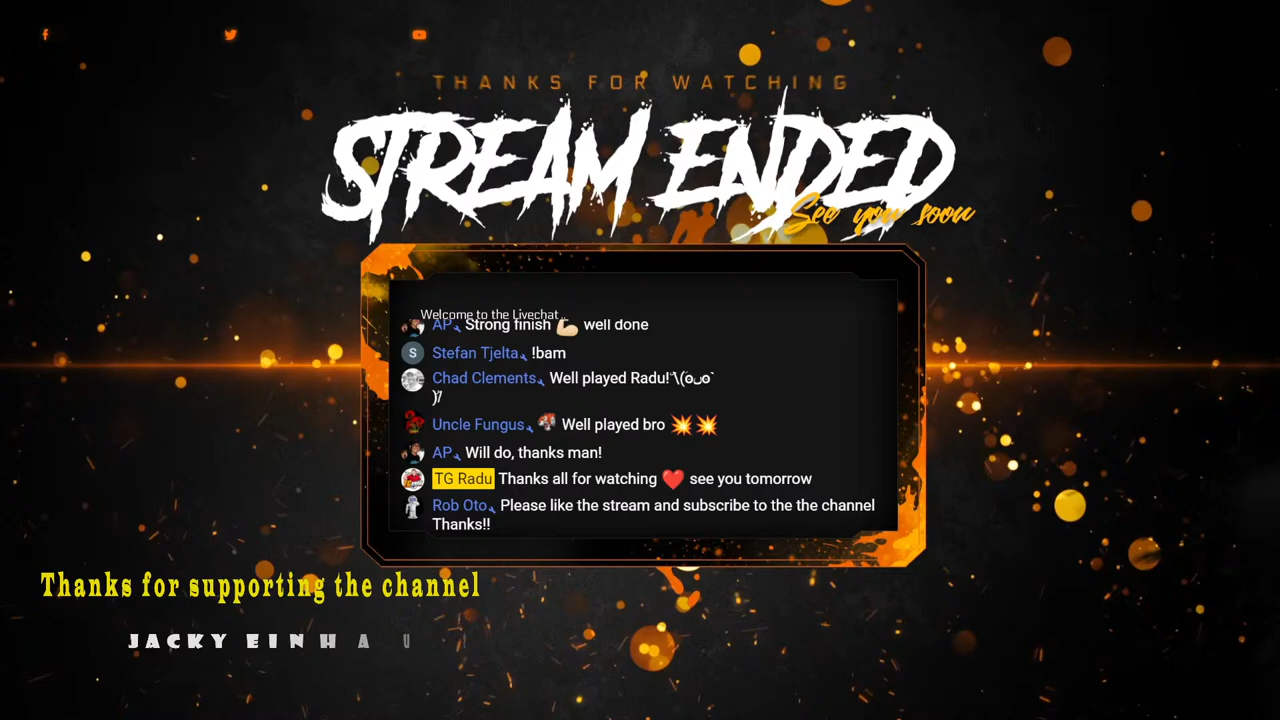 THANKS FOR WATCHING
STREAM ENDED
See you soon
Welcome to the Livechat...
AP Strong finish 💪🏼 well done
S Stefan Tjelta !bam
Chad Clements Well played Radu!
Uncle Fungus Well played bro 💥💥
AP Will do, thanks man!
TG Radu Thanks all for watching ❤️ see you tomorrow
Rob Oto Please like the stream and subscribe to the the channel
Thanks!!
Thanks for supporting the channel
JACKY EINHAU